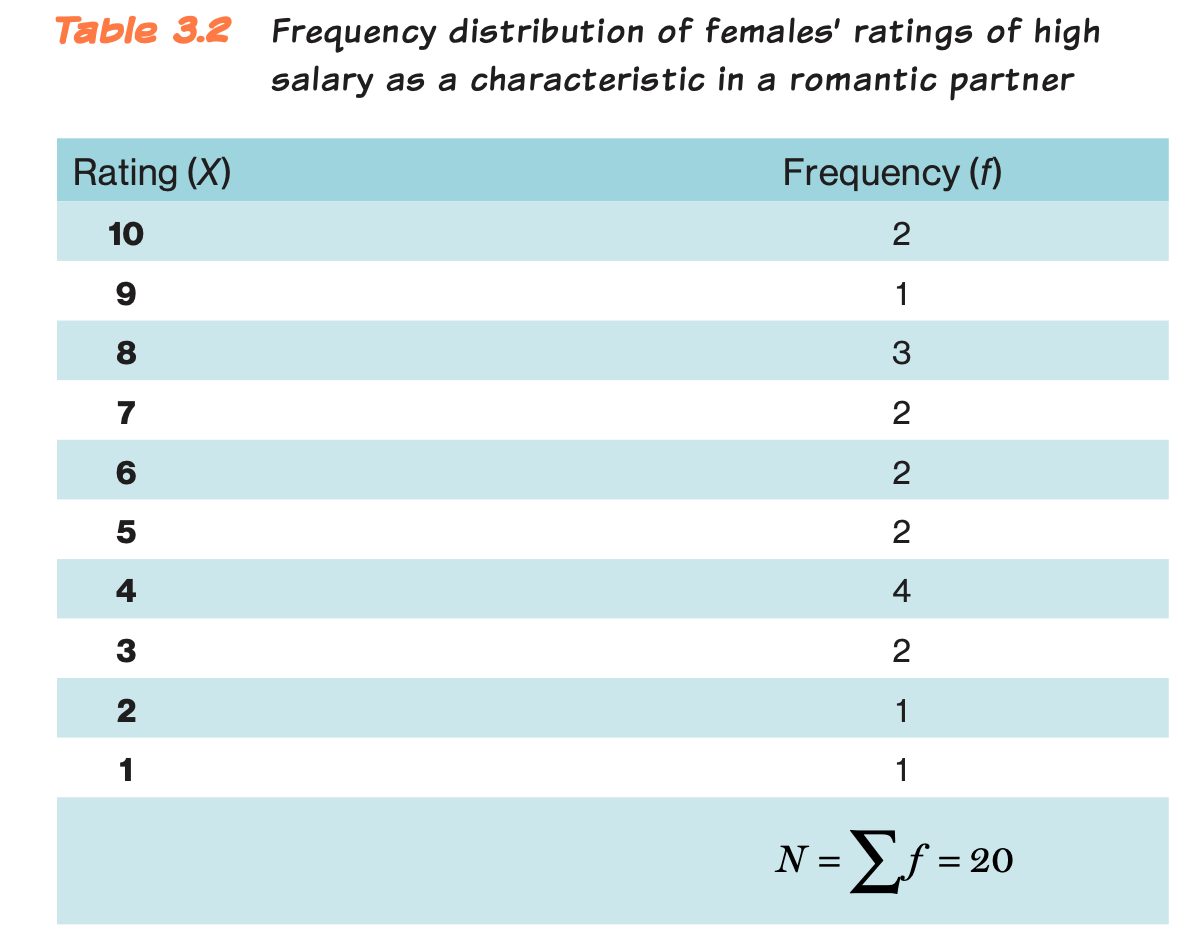 Table 3.2 Frequency distribution of females' ratings of high
salary as a characteristic in a romantic partner
Rating (X) Frequency (f)
10 2
9 1
8 3
7 2
6 2
5 2
4 4
3 2
2 1
1 1
N = ∑f = 20